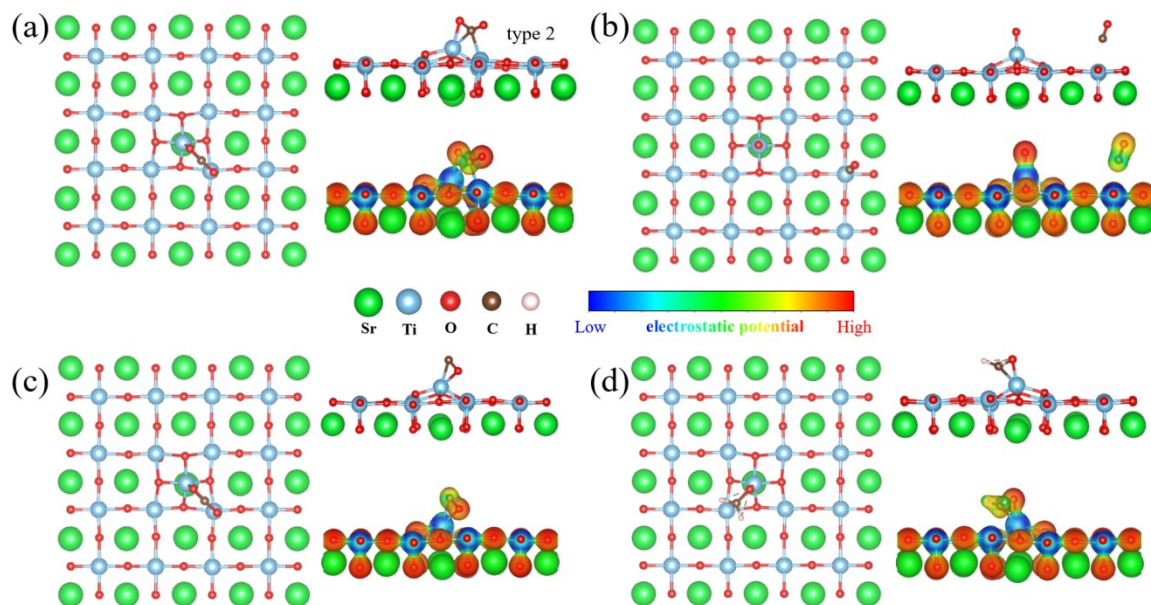 (a)
type 2
(b)
Sr Ti O C H
Low electrostatic potential High
(c)
(d)